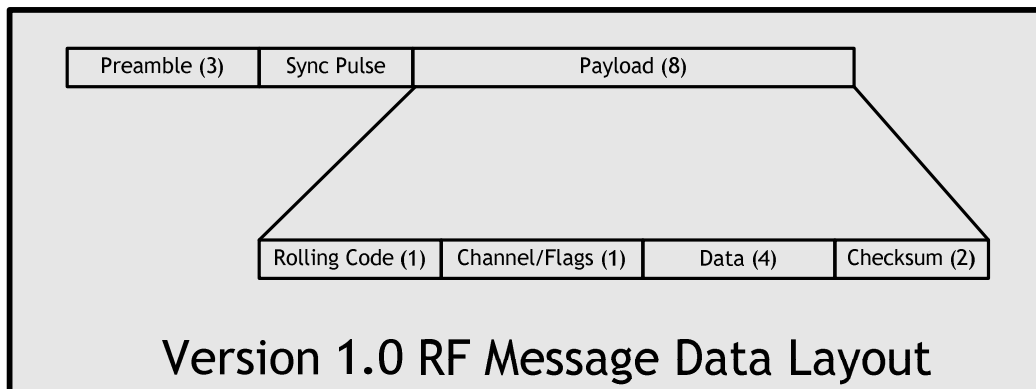 Preamble (3) Sync Pulse Payload (8)
Rolling Code (1) Channel/Flags (1) Data (4) Checksum (2)
Version 1.0 RF Message Data Layout